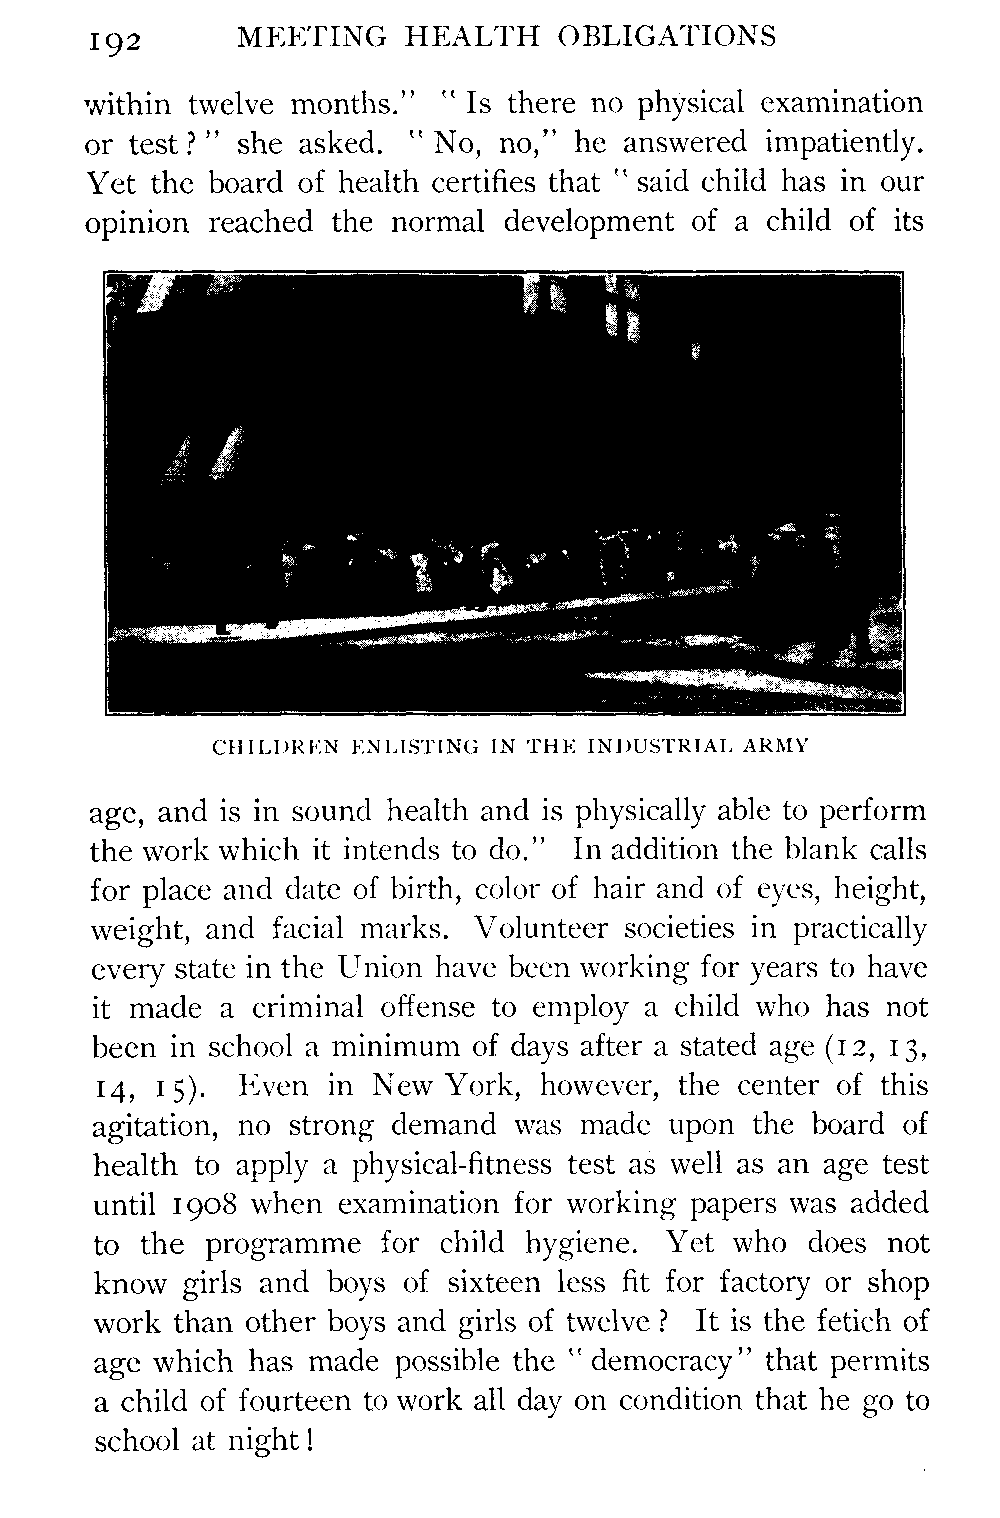 192 MEETING HEALTH OBLIGATIONS
within twelve months.” “Is there no physical examination
or test?” she asked. “No, no,” he answered impatiently.
Yet the board of health certifies that “said child has in our
opinion reached the normal development of a child of its
CHILDREN ENLISTING IN THE INDUSTRIAL ARMY
age, and is in sound health and is physically able to perform
the work which it intends to do.” In addition the blank calls
for place and date of birth, color of hair and of eyes, height,
weight, and facial marks. Volunteer societies in practically
every state in the Union have been working for years to have
it made a criminal offense to employ a child who has not
been in school a minimum of days after a stated age (12, 13,
14, 15). Even in New York, however, the center of this
agitation, no strong demand was made upon the board of
health to apply a physical-fitness test as well as an age test
until 1908 when examination for working papers was added
to the programme for child hygiene. Yet who does not
know girls and boys of sixteen less fit for factory or shop
work than other boys and girls of twelve? It is the fetich of
age which has made possible the “democracy” that permits
a child of fourteen to work all day on condition that he go to
school at night!